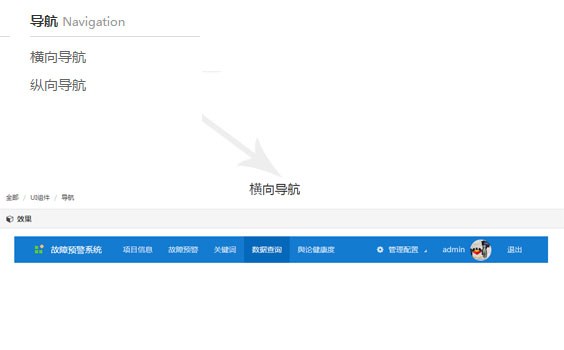 导航 Navigation
横向导航
纵向导航
横向导航
全部 / UI组件 / 导航
效果
故障预警系统 项目信息 故障预警 关键词 数据查询 舆论健康度 管理配置 admin 退出